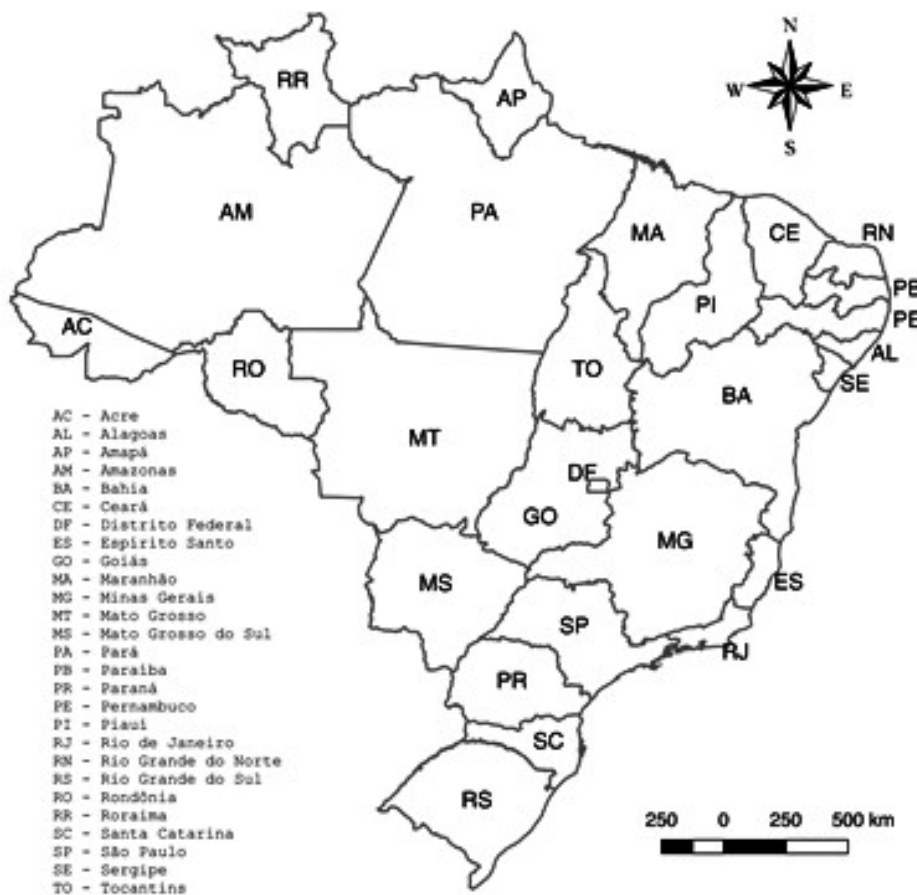 N
W E
S
RR
AP
AM
PA
MA
CE
RN
PB
PI
PE
AC
RO
TO
AL
SE
BA
MT
DF
GO
MG
MS
ES
SP
RJ
PR
SC
RS
AC - Acre
AL - Alagoas
AP - Amapá
AM - Amazonas
BA - Bahia
CE - Ceará
DF - Distrito Federal
ES - Espírito Santo
GO - Goiás
MA - Maranhão
MG - Minas Gerais
MT - Mato Grosso
MS - Mato Grosso do Sul
PA - Pará
PB - Paraíba
PR - Paraná
PE - Pernambuco
PI - Piauí
RJ - Rio de Janeiro
RN - Rio Grande do Norte
RS - Rio Grande do Sul
RO - Rondônia
RR - Roraima
SC - Santa Catarina
SP - São Paulo
SE - Sergipe
TO - Tocantins
250 0 250 500 km